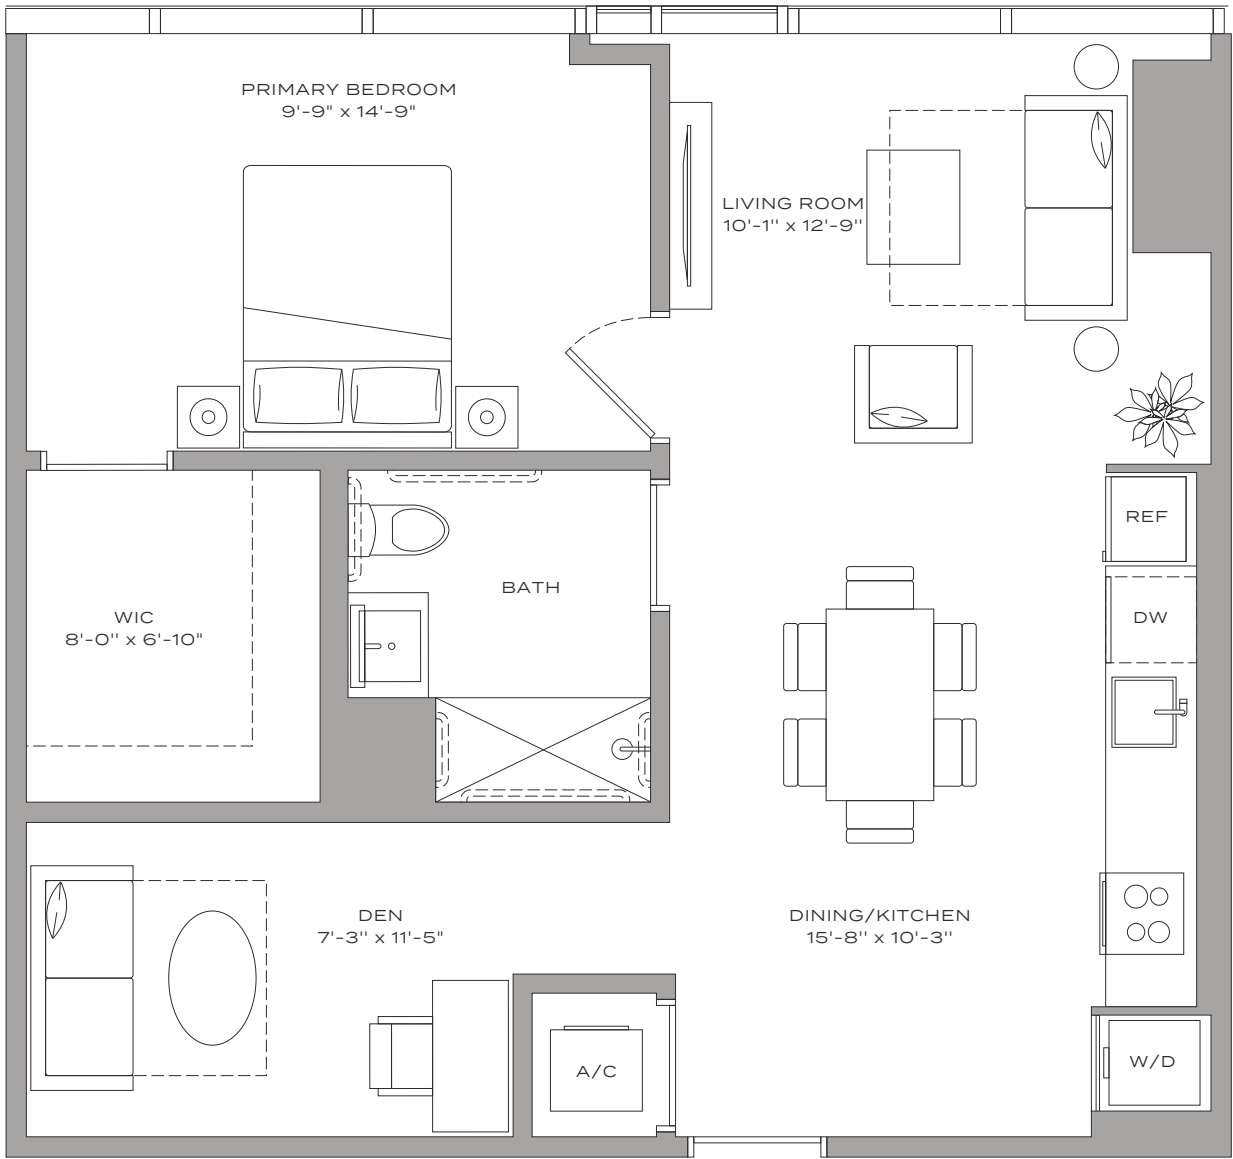 PRIMARY BEDROOM
9'-9" x 14'-9"
LIVING ROOM
10'-1'' x 12'-9''
REF
BATH
DW
WIC
8'-0'' x 6'-10"
DEN
7'-3'' x 11'-5"
DINING/KITCHEN
15'-8'' x 10'-3''
A/C
W/D